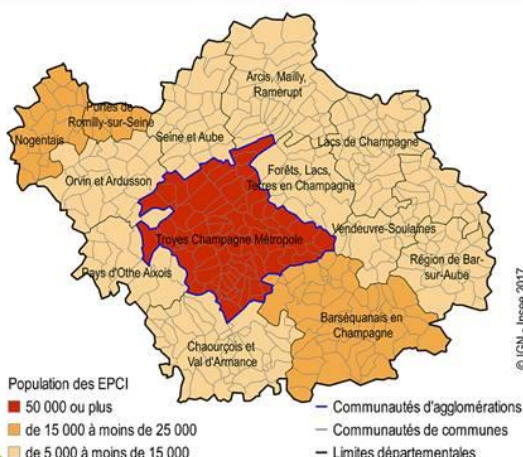 Arcis, Mailly,
Ramerupt
Portes de
Romilly-sur-Seine
Nogentais
Seine et Aube
Lacs de Champagne
Orvin et Ardusson
Forêts, Lacs,
Terres en Champagne
Troyes Champagne Métropole
Vendeuvre-Soulaines
Pays d'Othe Aixois
Région de Bar-
sur-Aube
Barséquanais en
Champagne
Chaourçois et
Val d'Armance
© IGN - Insee 2017
Population des EPCI
50 000 ou plus
de 15 000 à moins de 25 000
de 5 000 à moins de 15 000
Communautés d'agglomérations
Communautés de communes
Limites départementales